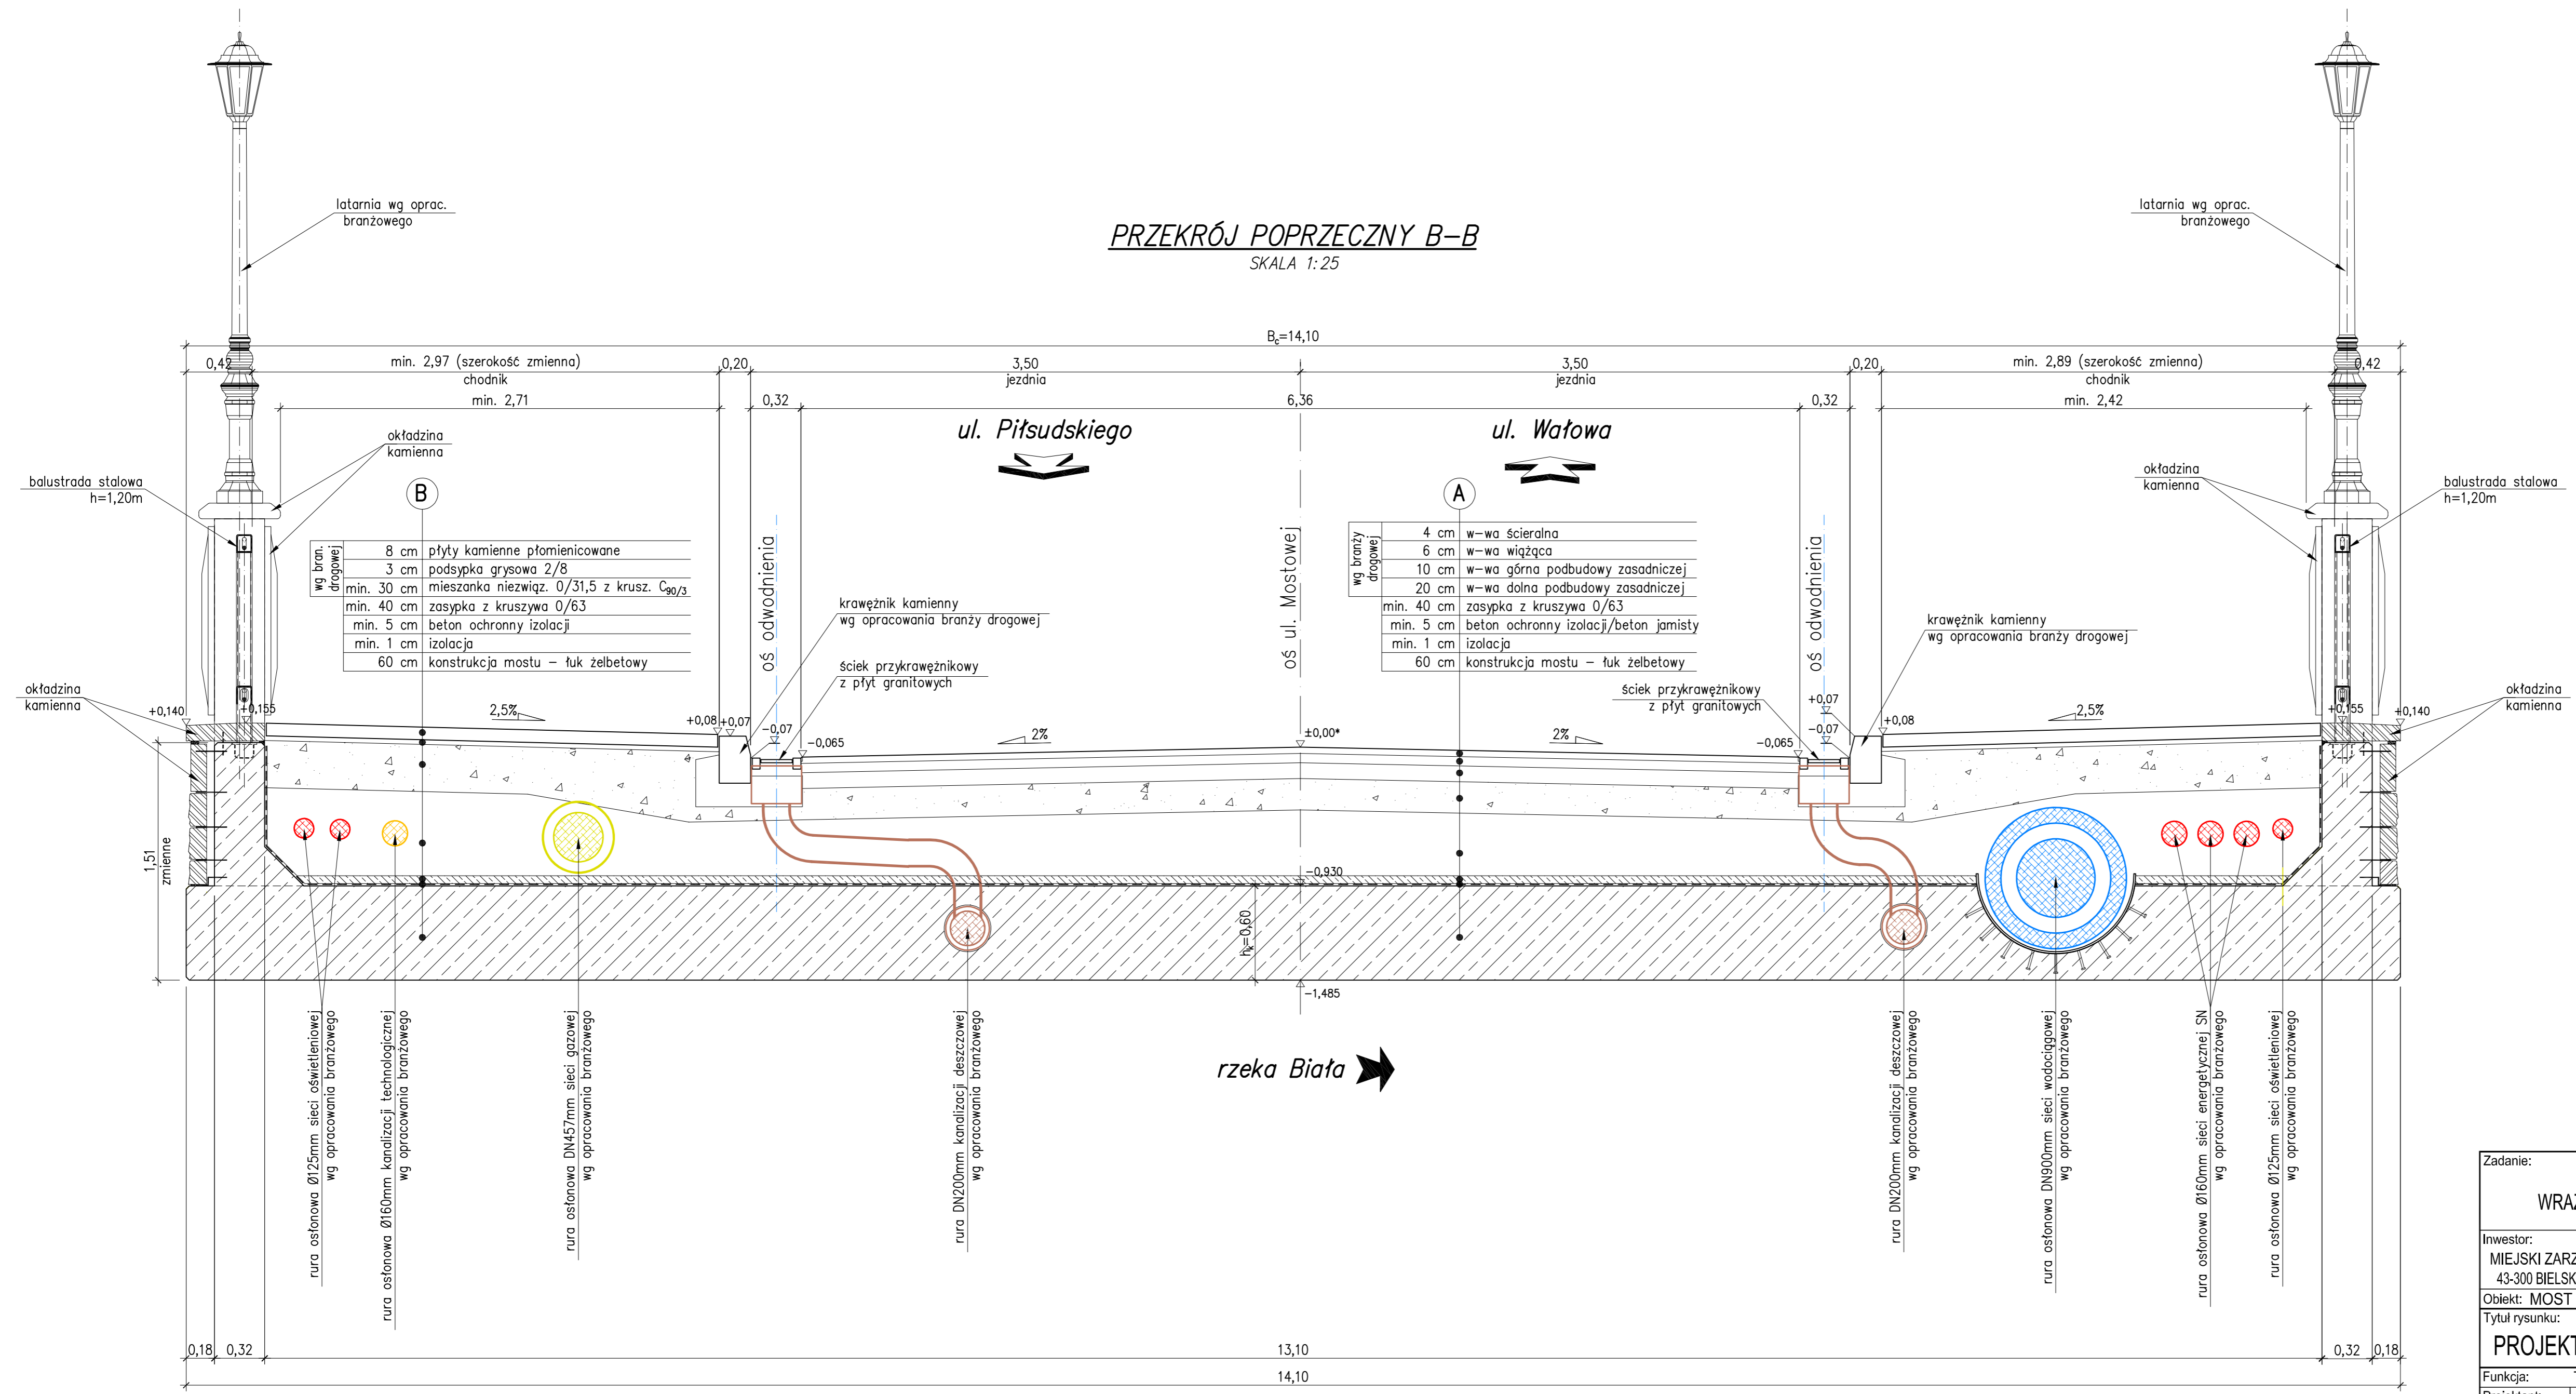 PRZEKRÓJ POPRZECZNY B-B
SKALA 1:25
latarnia wg oprac.
branżowego
latarnia wg oprac.
branżowego
Bc=14,10
0,42
min. 2,97 (szerokość zmienna)
chodnik
0,20
3,50
jezdnia
3,50
jezdnia
0,20
min. 2,89 (szerokość zmienna)
chodnik
0,42
min. 2,71
0,32
6,36
0,32
min. 2,42
ul. Piłsudskiego
ul. Wałowa
okładzina
kamienna
balustrada stalowa
h=1,20m
okładzina
kamienna
balustrada stalowa
h=1,20m
B
wg bran.
drogowej
8 cm płyty kamienne płomienicowane
3 cm podsypka grysowa 2/8
min. 30 cm mieszanka niezwiąz. 0/31,5 z krusz. C90/3
min. 40 cm zasypka z kruszywa 0/63
min. 5 cm beton ochronny izolacji
min. 1 cm izolacja
60 cm konstrukcja mostu – łuk żelbetowy
oś odwodnienia
krawężnik kamienny
wg opracowania branży drogowej
ściek przykrawężnikowy
z płyt granitowych
oś ul. Mostowej
A
wg branży
drogowej
4 cm w-wa ścieralna
6 cm w-wa wiążąca
10 cm w-wa górna podbudowy zasadniczej
20 cm w-wa dolna podbudowy zasadniczej
min. 40 cm zasypka z kruszywa 0/63
min. 5 cm beton ochronny izolacji/beton jamisty
min. 1 cm izolacja
60 cm konstrukcja mostu – łuk żelbetowy
oś odwodnienia
krawężnik kamienny
wg opracowania branży drogowej
ściek przykrawężnikowy
z płyt granitowych
okładzina
kamienna
okładzina
kamienna
+0,140
+0,155
2,5%
+0,08
+0,07
-0,07
-0,065
2%
±0,00*
2%
-0,065
+0,07
-0,07
+0,08
2,5%
+0,155
+0,140
1,51
zmienne
-0,930
hk=0,60
-1,485
rzeka Biała
rura osłonowa Ø125mm sieci oświetleniowej
wg opracowania branżowego
rura osłonowa Ø160mm kanalizacji technologicznej
wg opracowania branżowego
rura osłonowa DN457mm sieci gazowej
wg opracowania branżowego
rura DN200mm kanalizacji deszczowej
wg opracowania branżowego
rura DN200mm kanalizacji deszczowej
wg opracowania branżowego
rura osłonowa DN900mm sieci wodociągowej
wg opracowania branżowego
rura osłonowa Ø160mm sieci energetycznej SN
wg opracowania branżowego
rura osłonowa Ø125mm sieci oświetleniowej
wg opracowania branżowego
0,18
0,32
13,10
0,32
0,18
14,10
Zadanie:
WRAZ
Inwestor:
MIEJSKI ZARZ
43-300 BIELSK
Obiekt: MOST
Tytuł rysunku:
PROJEKT
Funkcja: